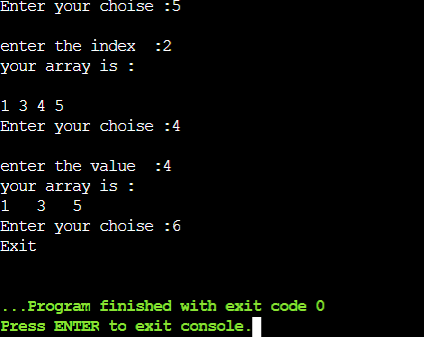 Enter your choise :5
enter the index  :2
your array is :
1 3 4 5
Enter your choise :4
enter the value  :4
your array is :
1   3   5
Enter your choise :6
Exit
...Program finished with exit code 0
Press ENTER to exit console.